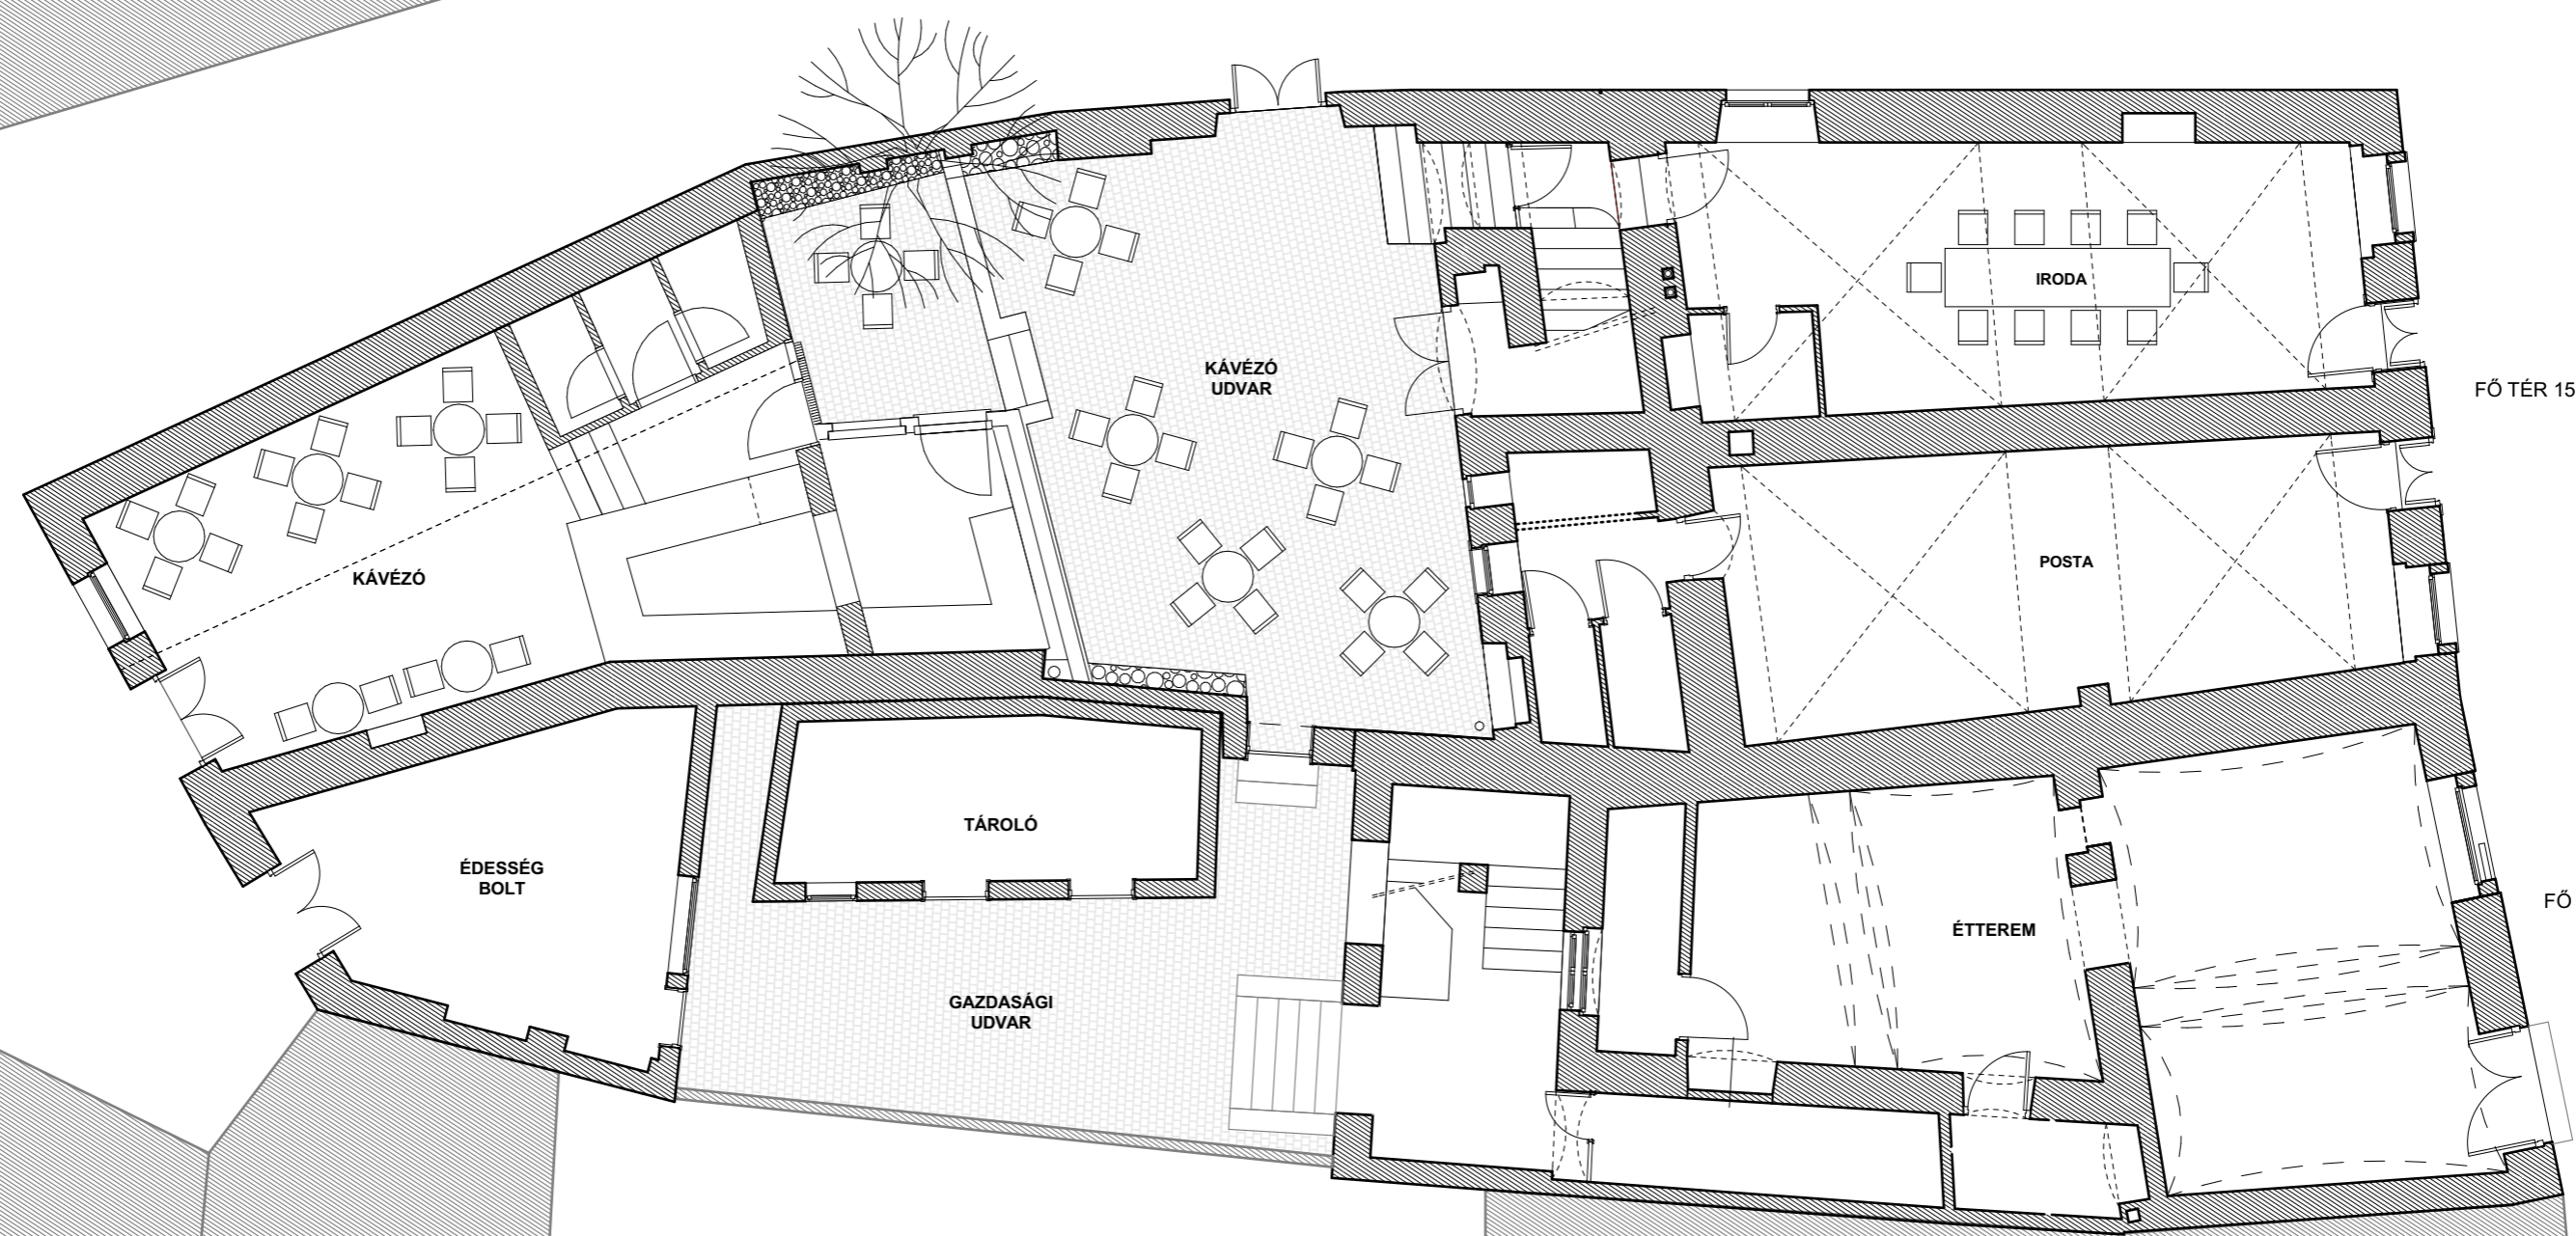 IRODA
KÁVÉZÓ
UDVAR
FŐ TÉR 15
POSTA
KÁVÉZÓ
TÁROLÓ
ÉDESSÉG
BOLT
FŐ
ÉTTEREM
GAZDASÁGI
UDVAR